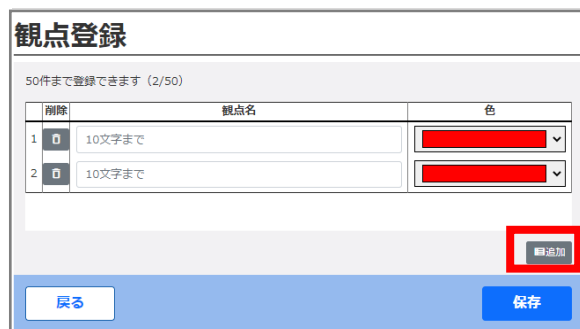 観点登録
50件まで登録できます（2/50）
削除 観点名 色
1 10文字まで
2 10文字まで
追加
戻る 保存